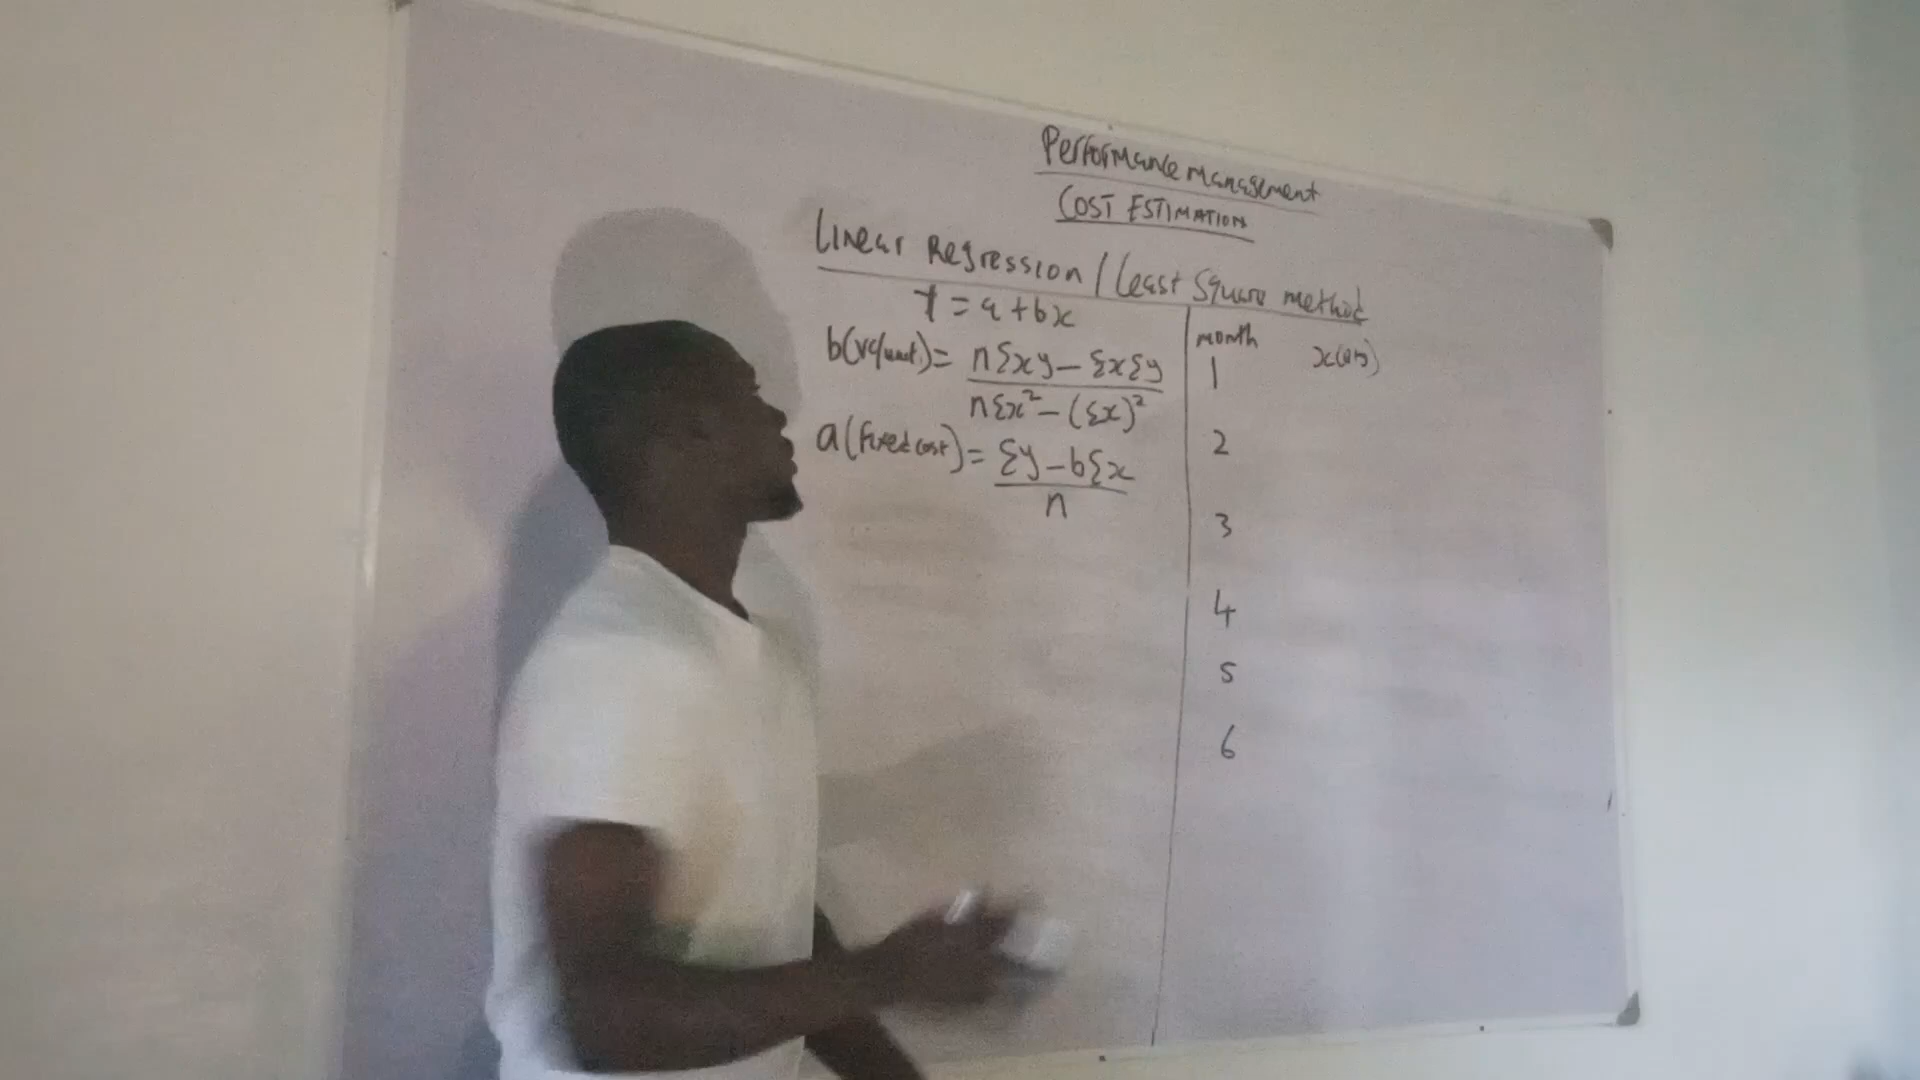 Performance management
COST ESTIMATION
Linear Regression / Least Square method
Y = a + bx
b(vc/unit) = nΣxy - ΣxΣy
nΣx² - (Σx)²
a(fixed cost) = Σy - bΣx
n
month
x
1
2
3
4
5
6